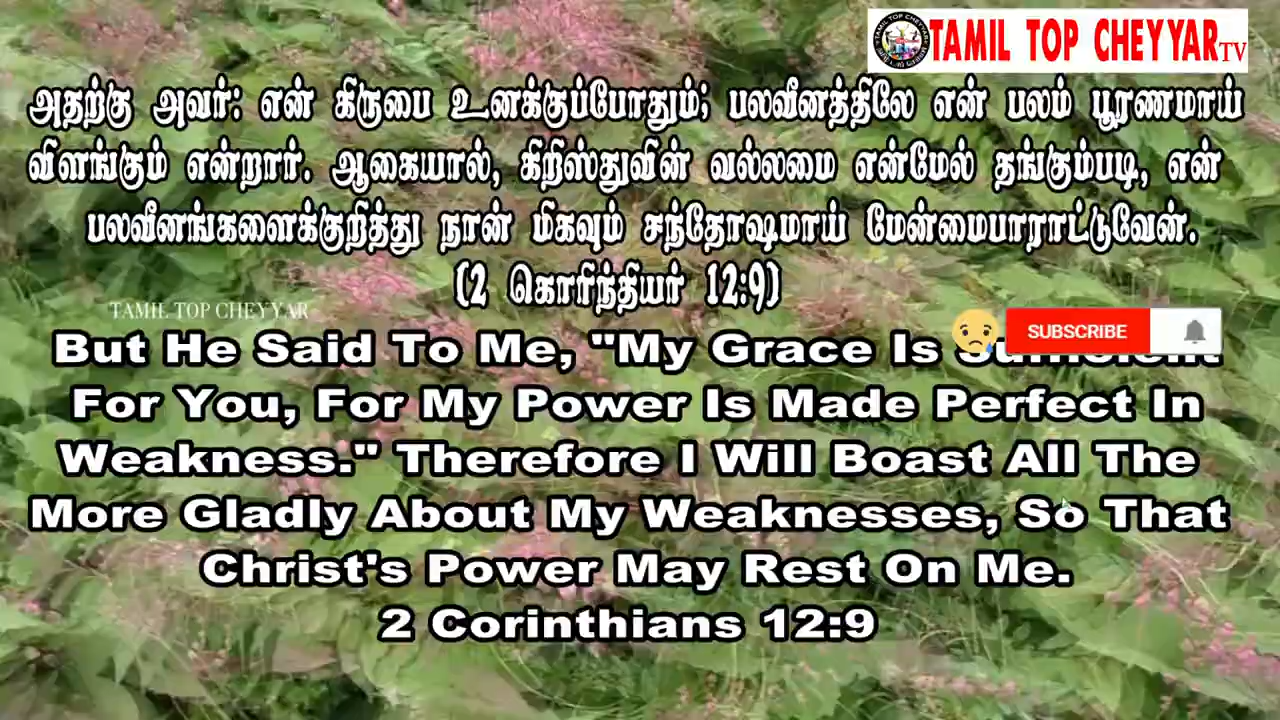 TAMIL TOP CHEYYAR TV
அதற்கு அவர்: என் கிருபை உனக்குப்போதும்; பலவீனத்திலே என் பலம் பூரணமாய்
விளங்கும் என்றார். ஆகையால், கிறிஸ்துவின் வல்லமை என்மேல் தங்கும்படி, என்
பலவீனங்களைக்குறித்து நான் மிகவும் சந்தோஷமாய் மேன்மைபாராட்டுவேன்.
(2 கொரிந்தியர் 12:9)
TAMIL TOP CHEYYAR
SUBSCRIBE
But He Said To Me, "My Grace Is
For You, For My Power Is Made Perfect In
Weakness." Therefore I Will Boast All The
More Gladly About My Weaknesses, So That
Christ's Power May Rest On Me.
2 Corinthians 12:9